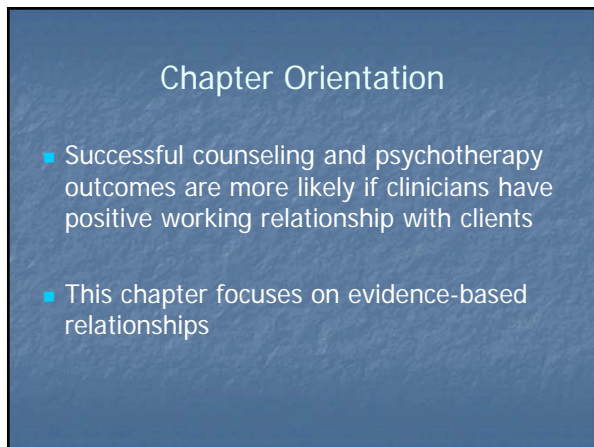 Chapter Orientation
Successful counseling and psychotherapy
outcomes are more likely if clinicians have
positive working relationship with clients
This chapter focuses on evidence-based
relationships